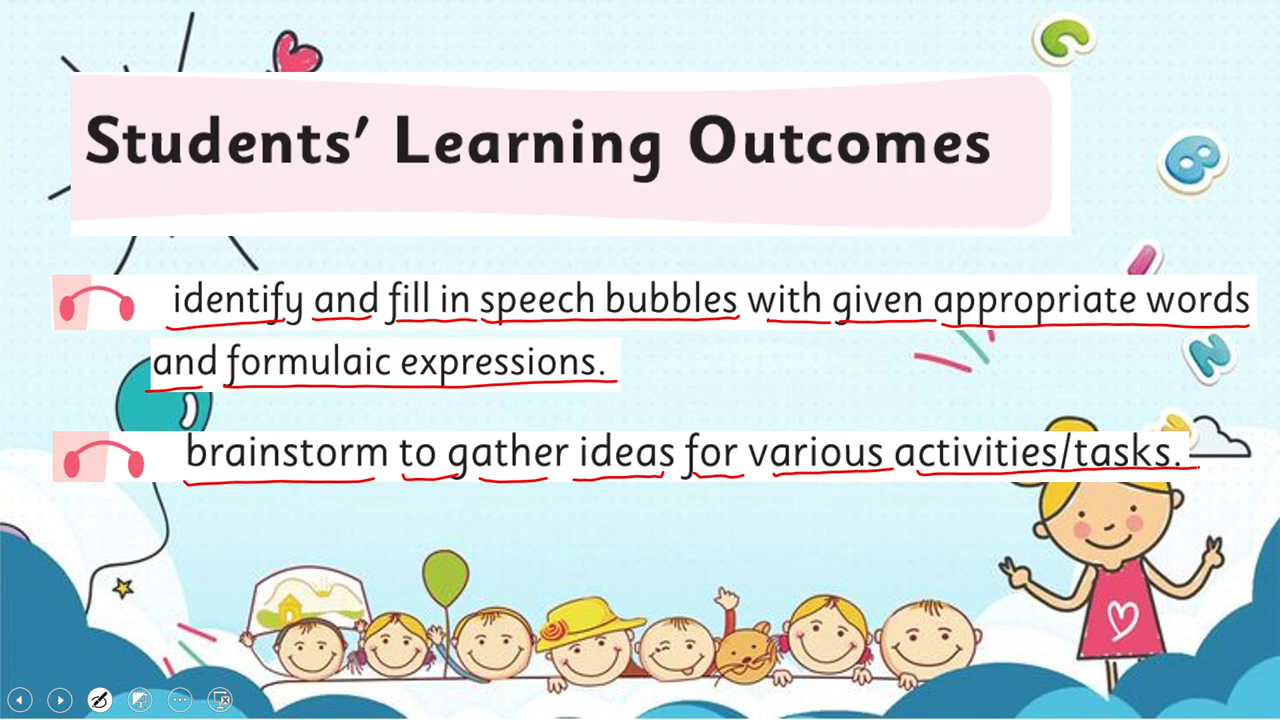 Students’ Learning Outcomes
identify and fill in speech bubbles with given appropriate words
and formulaic expressions.
brainstorm to gather ideas for various activities/tasks.